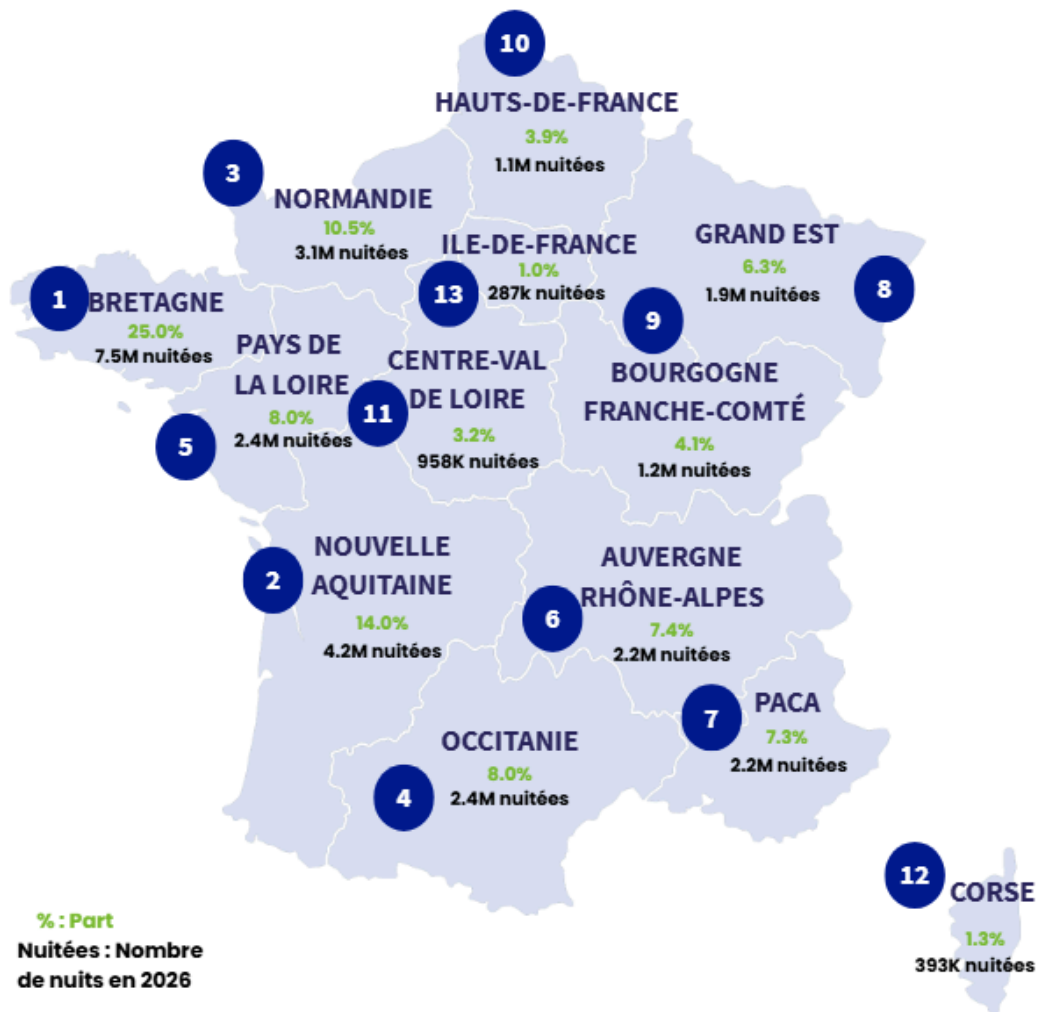 10
HAUTS-DE-FRANCE
3.9%
1.1M nuitées
3
NORMANDIE
10.5%
3.1M nuitées
ILE-DE-FRANCE
1.0%
287k nuitées
13
GRAND EST
6.3%
1.9M nuitées
8
1
BRETAGNE
25.0%
7.5M nuitées
PAYS DE
LA LOIRE
8.0%
2.4M nuitées
5
11
CENTRE-VAL
DE LOIRE
3.2%
958K nuitées
9
BOURGOGNE
FRANCHE-COMTÉ
4.1%
1.2M nuitées
2
NOUVELLE
AQUITAINE
14.0%
4.2M nuitées
6
AUVERGNE
RHÔNE-ALPES
7.4%
2.2M nuitées
7
PACA
7.3%
2.2M nuitées
4
OCCITANIE
8.0%
2.4M nuitées
12
CORSE
1.3%
393K nuitées
% : Part
Nuitées : Nombre
de nuits en 2026